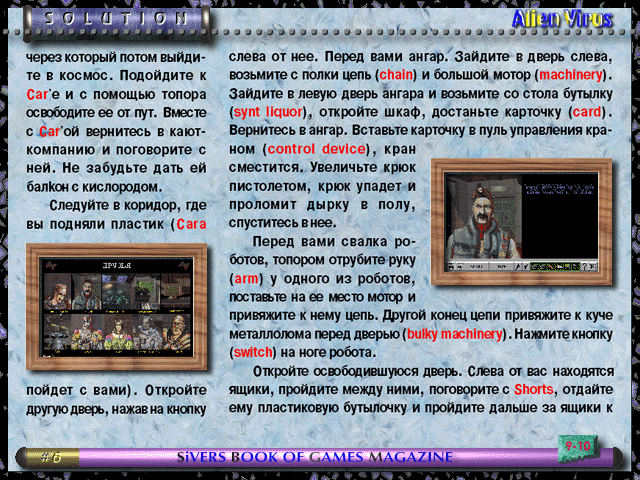 SOLUTION
Alien Virus
через который потом выйди-
те в космос. Подойдите к
Car'е и с помощью топора
освободите ее от пут. Вместе
с Car'ой вернитесь в кают-
компанию и поговорите с
ней. Не забудьте дать ей
балkон с кислородом.
Следуйте в коридор, где
вы подняли пластик (Cara
ДРУЗЬЯ
пойдет с вами). Откройте
другую дверь, нажав на кнопку
слева от нее. Перед вами ангар. Зайдите в дверь слева,
возьмите с полки цепь (chain) и большой мотор (machinery).
Зайдите в левую дверь ангара и возьмите со стола бутылку
(synt liquor), откройте шкаф, достаньте карточку (card).
Вернитесь в ангар. Вставьте карточку в пуль управления кра-
ном (control device), кран
сместится. Увеличьте крюк
пистолетом, крюк упадет и
проломит дырку в полу,
спуститесь в нее.
Перед вами свалка ро-
ботов, топором отрубите руку
(arm) у одного из роботов,
поставьте на ее место мотор и
привяжите к нему цепь. Другой конец цепи привяжите к куче
металлолома перед дверью (bulky machinery). Нажмите кнопку
(switch) на ноге робота.
Откройте освободившуюся дверь. Слева от вас находятся
ящики, пройдите между ними, поговорите с Shorts, отдайте
ему пластиковую бутылочку и пройдите дальше за ящики к
#6
SiVERS BOOK OF GAMES MAGAZINE
9-10